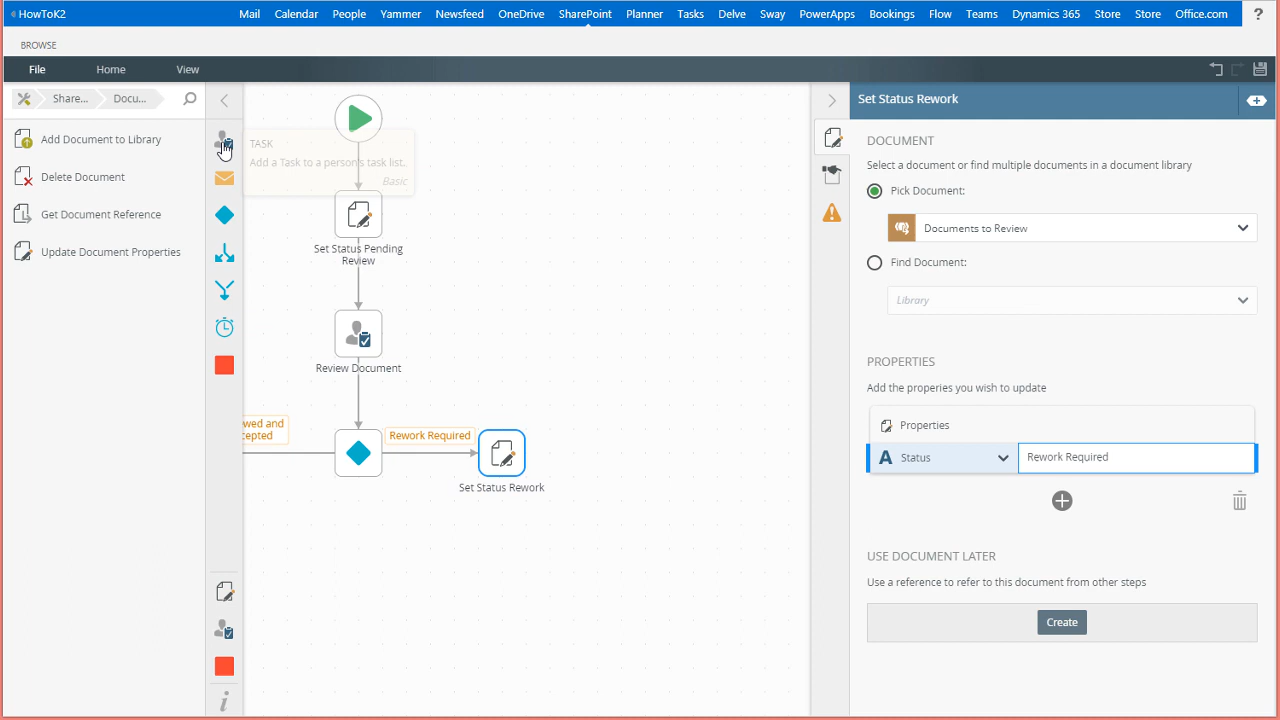 HowToK2
Mail Calendar People Yammer Newsfeed OneDrive SharePoint Planner Tasks Delve Sway PowerApps Bookings Flow Teams Dynamics 365 Store Store Office.com ?
BROWSE
File Home View
Share... Docu...
Add Document to Library
Delete Document
Get Document Reference
Update Document Properties
TASK
Add a Task to a person's task list.
Basic
Set Status Pending
Review
Review Document
wed and
cepted
Rework Required
Set Status Rework
Set Status Rework
DOCUMENT
Select a document or find multiple documents in a document library
Pick Document:
Documents to Review
Find Document:
Library
PROPERTIES
Add the properies you wish to update
Properties
A Status Rework Required
USE DOCUMENT LATER
Use a reference to refer to this document from other steps
Create